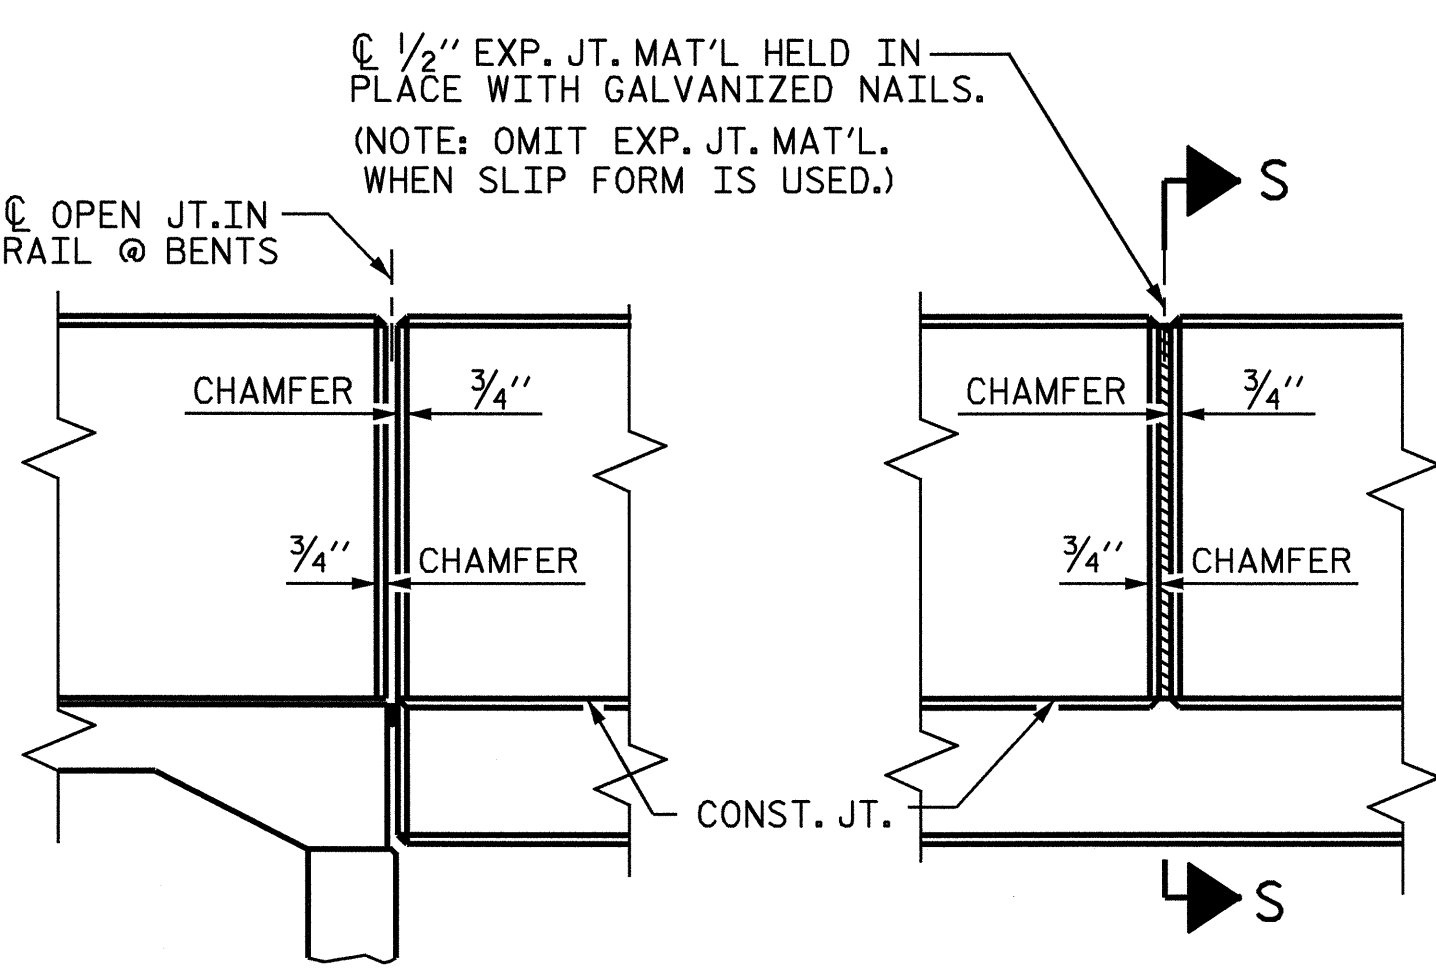 ℄ 1/2" EXP. JT. MAT'L HELD IN
PLACE WITH GALVANIZED NAILS.
(NOTE: OMIT EXP. JT. MAT'L.
WHEN SLIP FORM IS USED.)
℄ OPEN JT. IN
RAIL @ BENTS
S
CHAMFER 3/4"
3/4" CHAMFER
CHAMFER 3/4"
3/4" CHAMFER
CONST. JT.
S